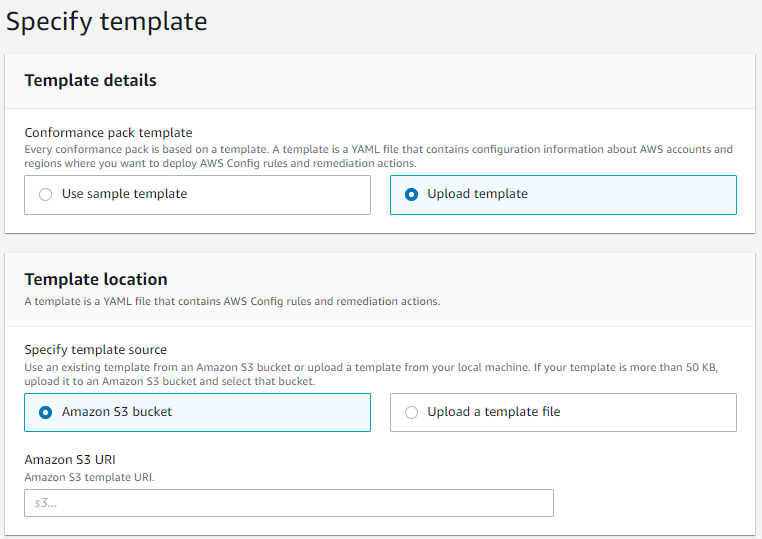 Specify template
Template details
Conformance pack template
Every conformance pack is based on a template. A template is a YAML file that contains configuration information about AWS accounts and
regions where you want to deploy AWS Config rules and remediation actions.
Use sample template
Upload template
Template location
A template is a YAML file that contains AWS Config rules and remediation actions.
Specify template source
Use an existing template from an Amazon S3 bucket or upload a template from your local machine. If your template is more than 50 KB,
upload it to an Amazon S3 bucket and select that bucket.
Amazon S3 bucket
Upload a template file
Amazon S3 URI
Amazon S3 template URI.
s3...